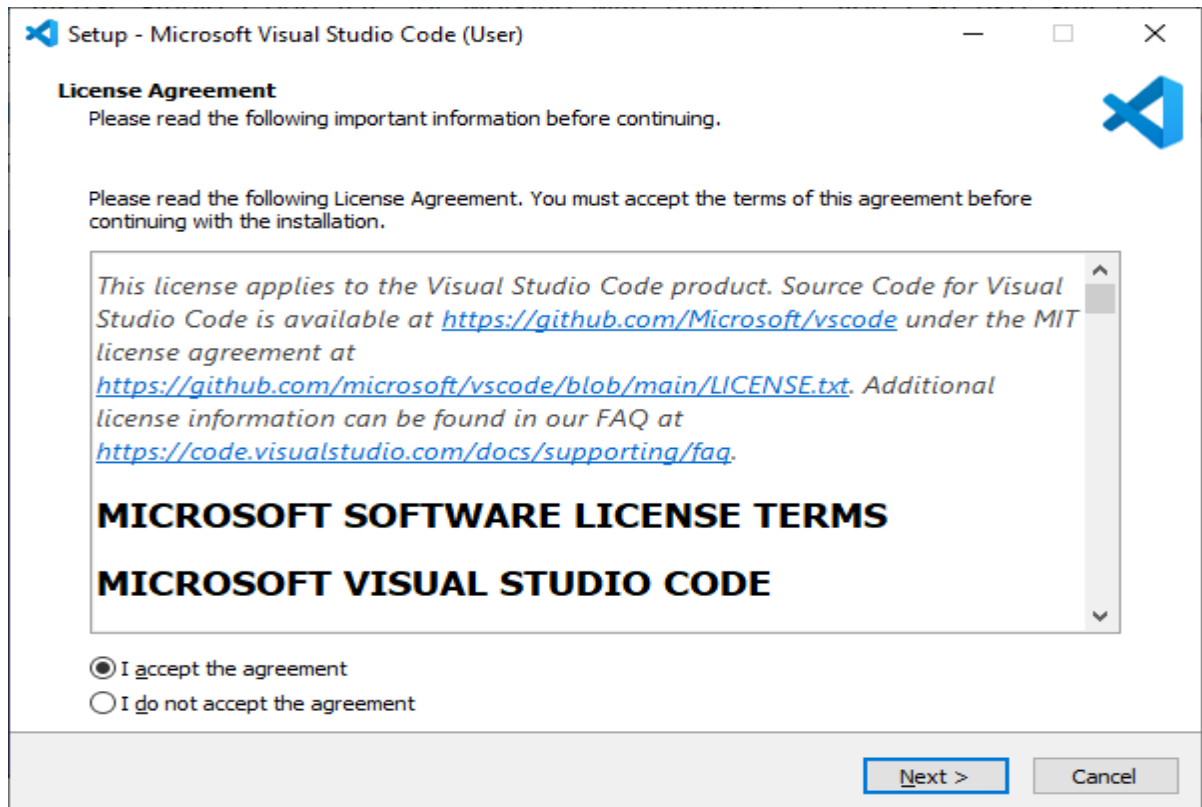 Setup - Microsoft Visual Studio Code (User)
License Agreement
Please read the following important information before continuing.
Please read the following License Agreement. You must accept the terms of this agreement before
continuing with the installation.
This license applies to the Visual Studio Code product. Source Code for Visual
Studio Code is available at https://github.com/Microsoft/vscode under the MIT
license agreement at
https://github.com/microsoft/vscode/blob/main/LICENSE.txt. Additional
license information can be found in our FAQ at
https://code.visualstudio.com/docs/supporting/faq.
MICROSOFT SOFTWARE LICENSE TERMS
MICROSOFT VISUAL STUDIO CODE
I accept the agreement
I do not accept the agreement
Next >
Cancel